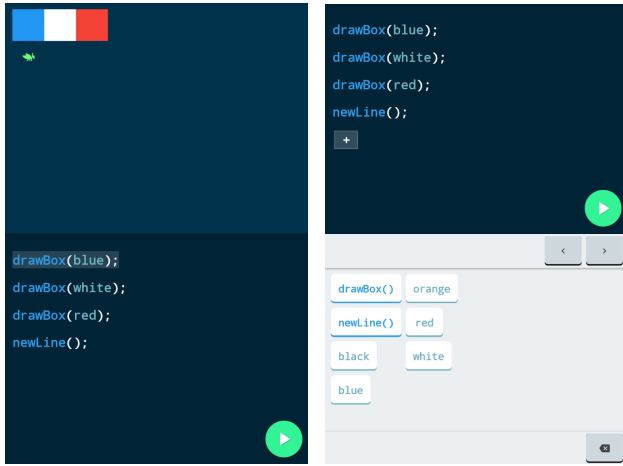 drawBox(blue);
drawBox(white);
drawBox(red);
newLine();
drawBox(blue);
drawBox(white);
drawBox(red);
newLine();
+
< >
drawBox() orange
newLine() red
black white
blue